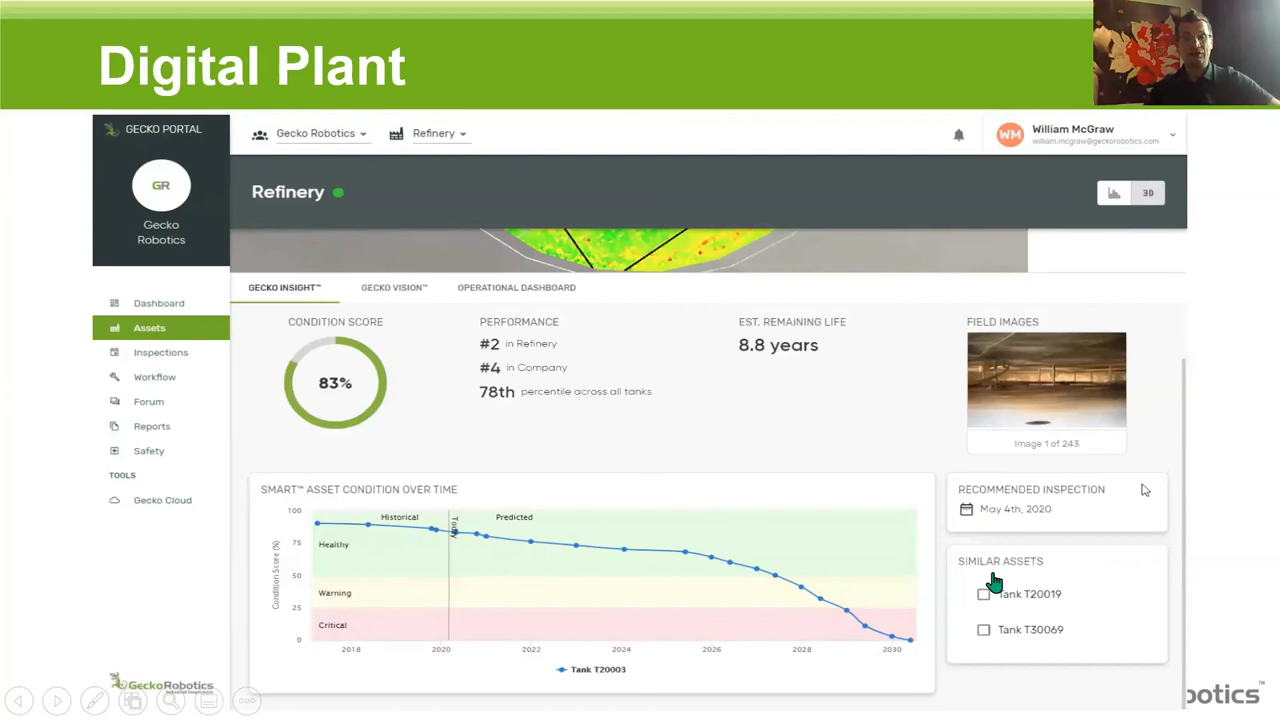 Digital Plant
GECKO PORTAL
Gecko Robotics
Refinery
William McGraw
WM
william.mcgraw@geckorobotics.com
GR
Gecko
Robotics
Refinery
3D
Dashboard
Assets
Inspections
Workflow
Forum
Reports
Safety
TOOLS
Gecko Cloud
GECKO INSIGHT™
GECKO VISION™
OPERATIONAL DASHBOARD
CONDITION SCORE
83%
PERFORMANCE
#2 in Refinery
#4 in Company
78th percentile across all tanks
EST. REMAINING LIFE
8.8 years
FIELD IMAGES
Image 1 of 243
SMART™ ASSET CONDITION OVER TIME
Condition Score (%)
100
75
50
25
0
Historical
Today
Predicted
Healthy
Warning
Critical
2018
2020
2022
2024
2026
2028
2030
Tank T20003
RECOMMENDED INSPECTION
May 4th, 2020
SIMILAR ASSETS
Tank T20019
Tank T30069
GeckoRobotics
Industrial Inspections
botics™